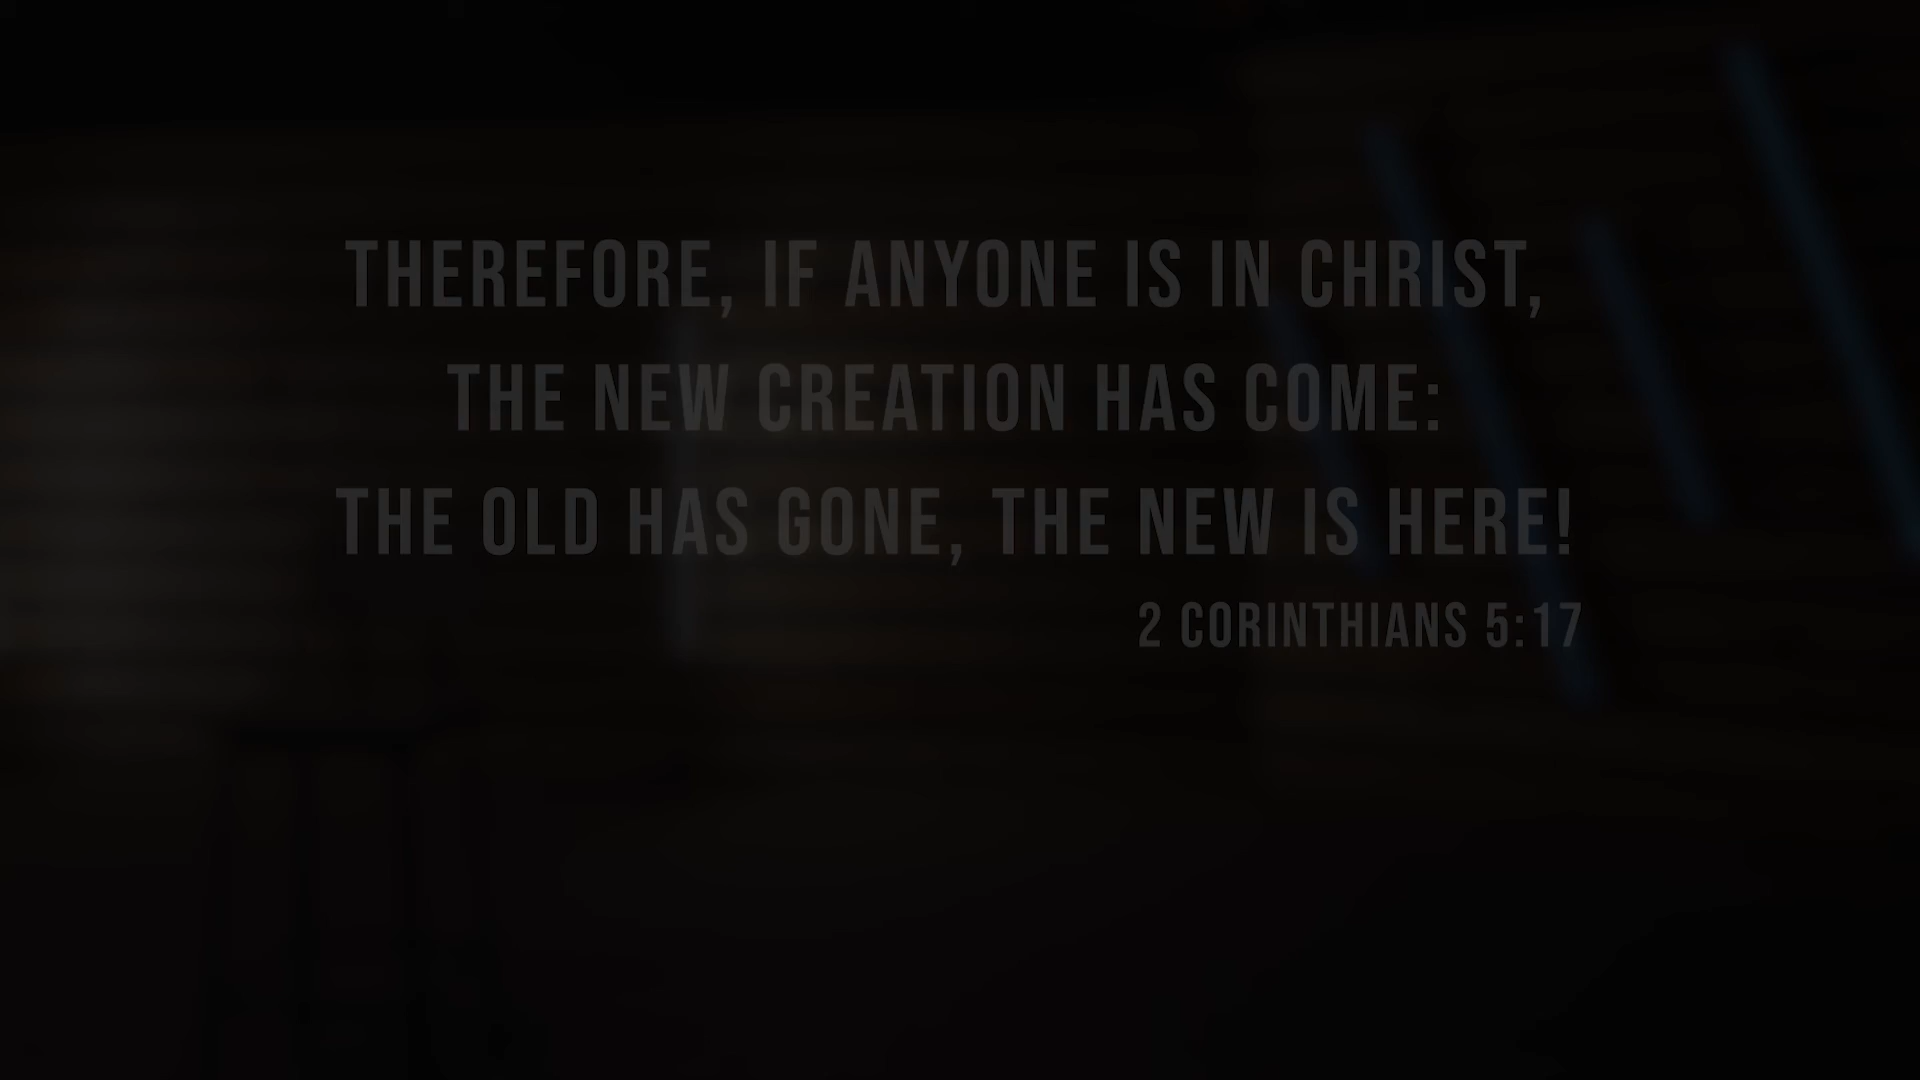 THEREFORE, IF ANYONE IS IN CHRIST,
THE NEW CREATION HAS COME:
THE OLD HAS GONE, THE NEW IS HERE!
2 CORINTHIANS 5:17